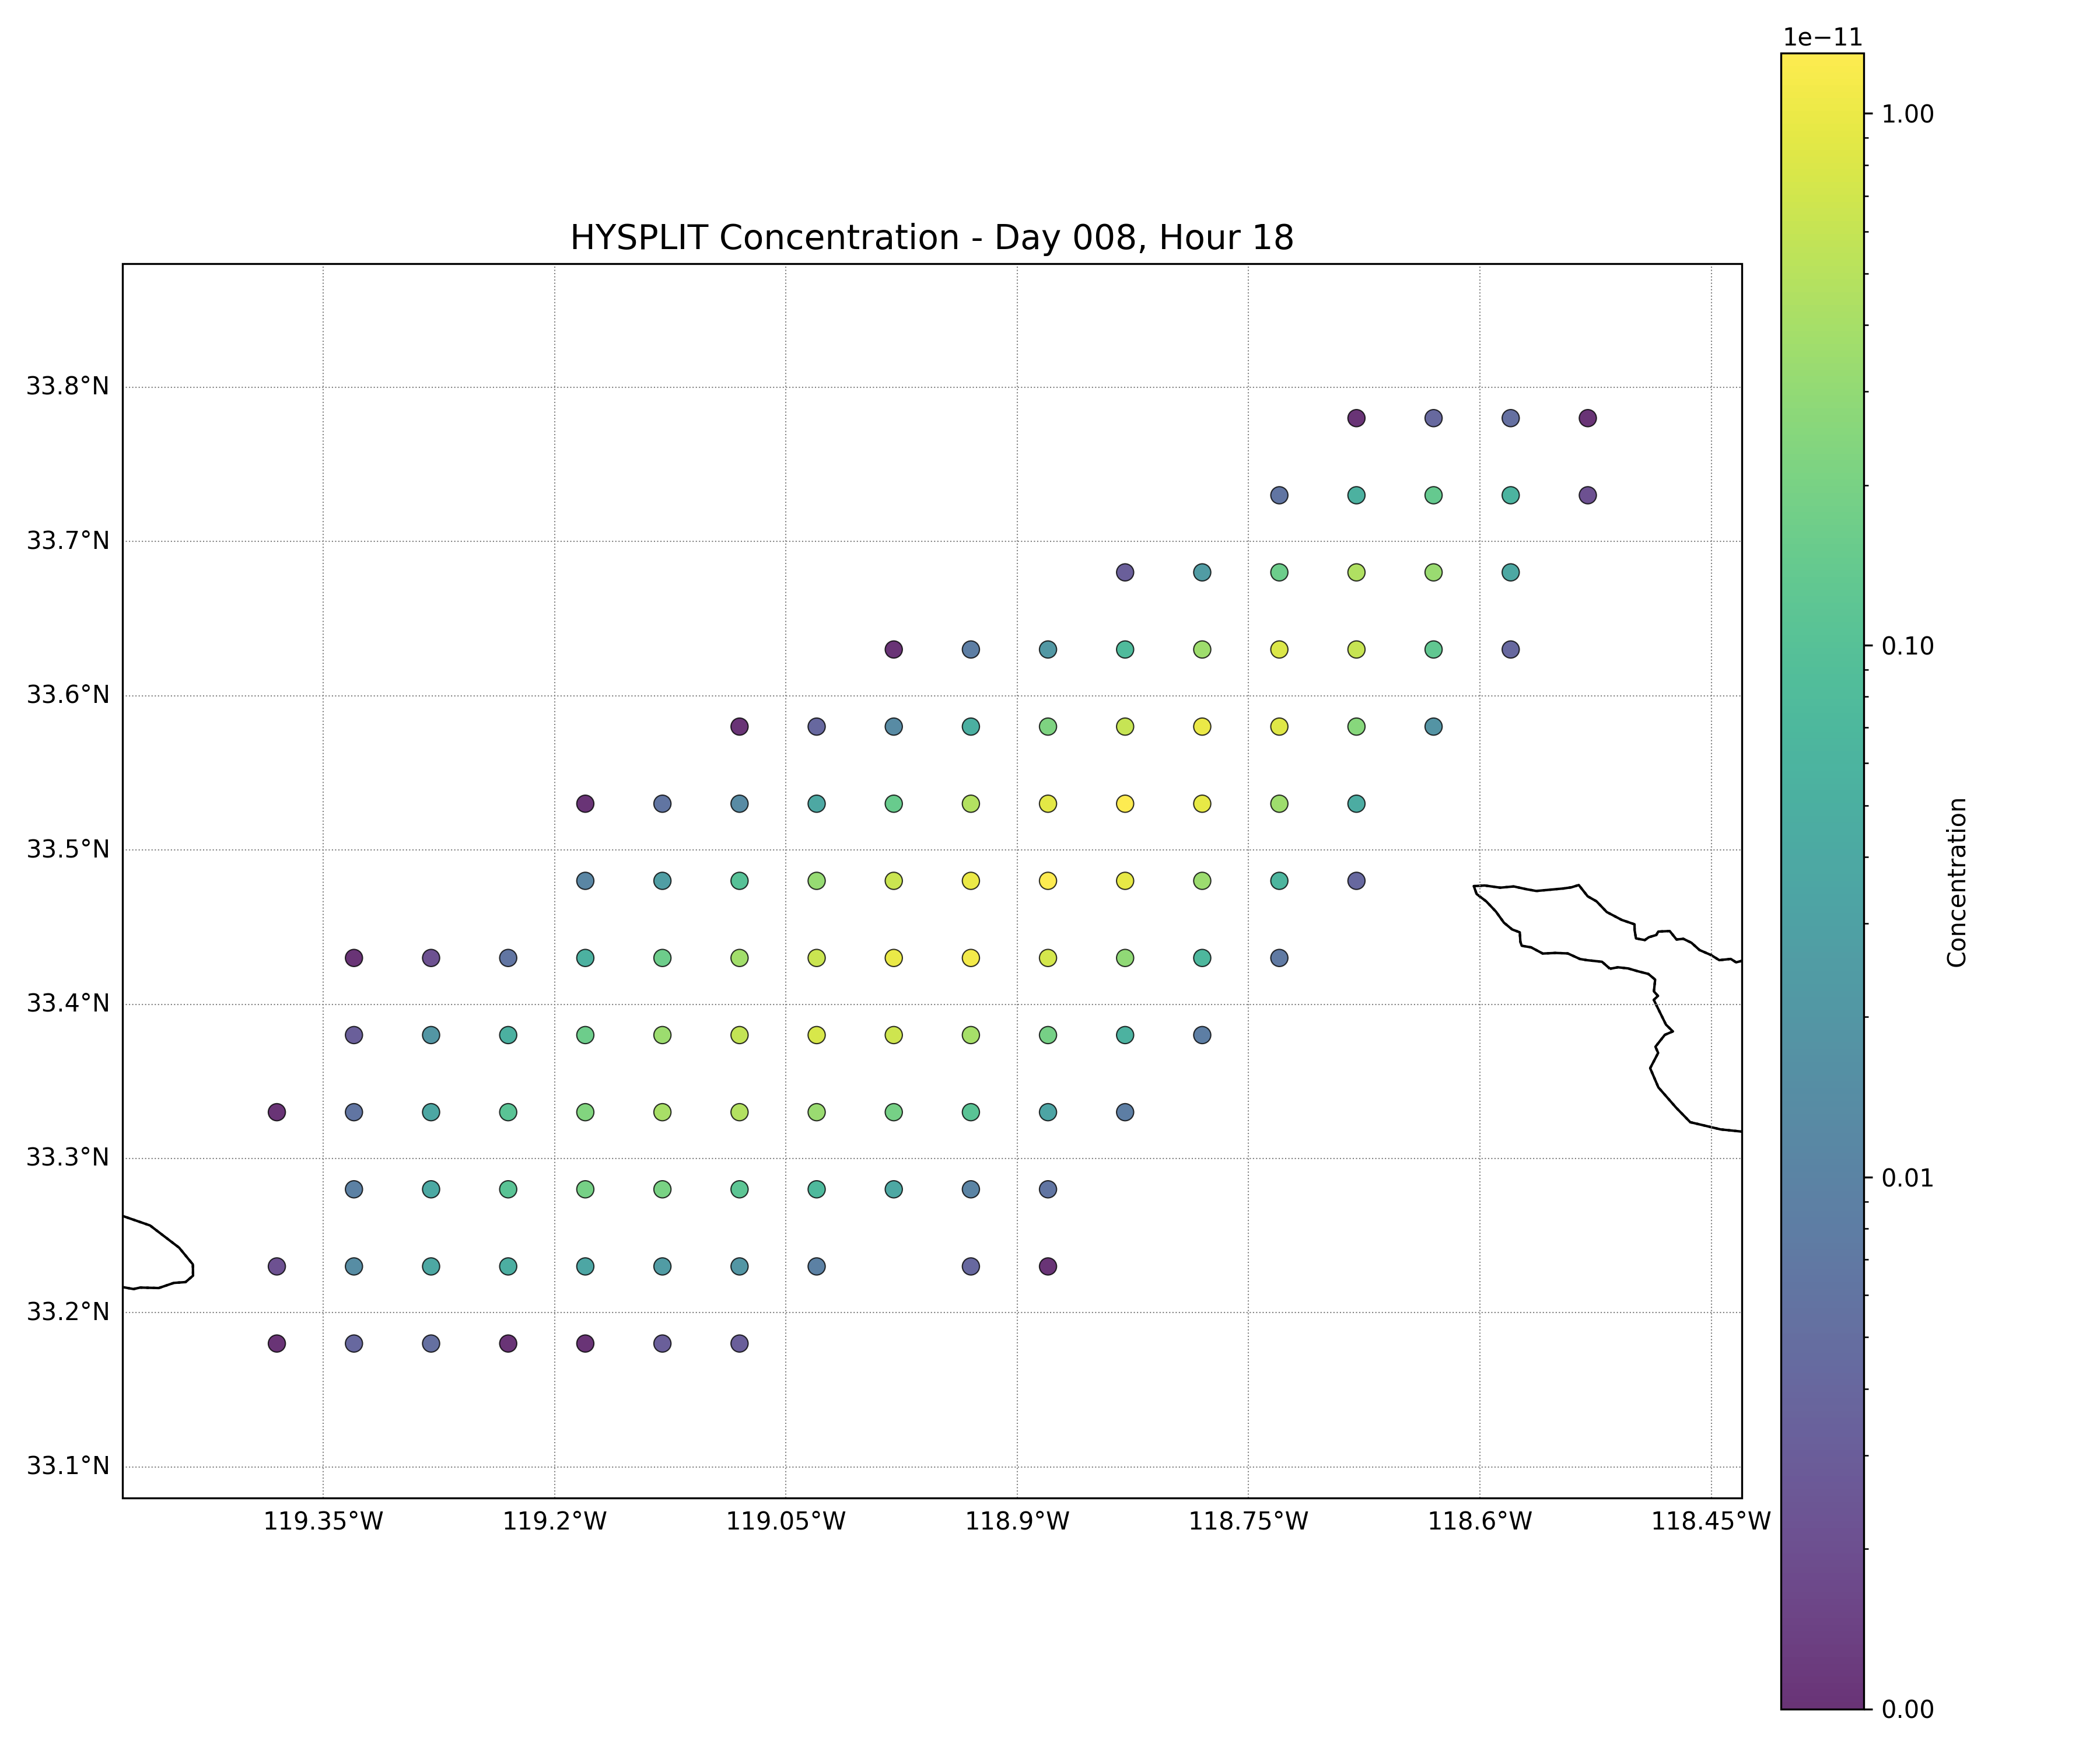 1e−11
HYSPLIT Concentration - Day 008, Hour 18
33.8°N
33.7°N
33.6°N
33.5°N
33.4°N
33.3°N
33.2°N
33.1°N
119.35°W 119.2°W 119.05°W 118.9°W 118.75°W 118.6°W 118.45°W
1.00
0.10
0.01
0.00
Concentration